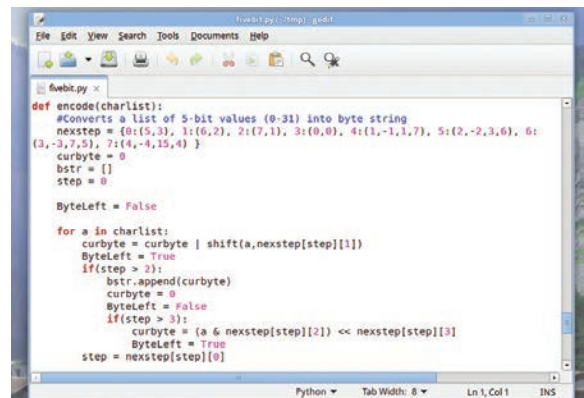 fivebit.py (~/tmp) - gedit
File Edit View Search Tools Documents Help
fivebit.py ×
def encode(charlist):
#Converts a list of 5-bit values (0-31) into byte string
nexstep = {0:(5,3), 1:(6,2), 2:(7,1), 3:(0,0), 4:(1,-1,1,7), 5:(2,-2,3,6), 6:
(3,-3,7,5), 7:(4,-4,15,4) }
curbyte = 0
bstr = []
step = 0
ByteLeft = False
for a in charlist:
curbyte = curbyte | shift(a,nexstep[step][1])
ByteLeft = True
if(step > 2):
bstr.append(curbyte)
curbyte = 0
ByteLeft = False
if(step > 3):
curbyte = (a & nexstep[step][2]) << nexstep[step][3]
ByteLeft = True
step = nexstep[step][0]
Python Tab Width: 8 Ln 1, Col 1 INS